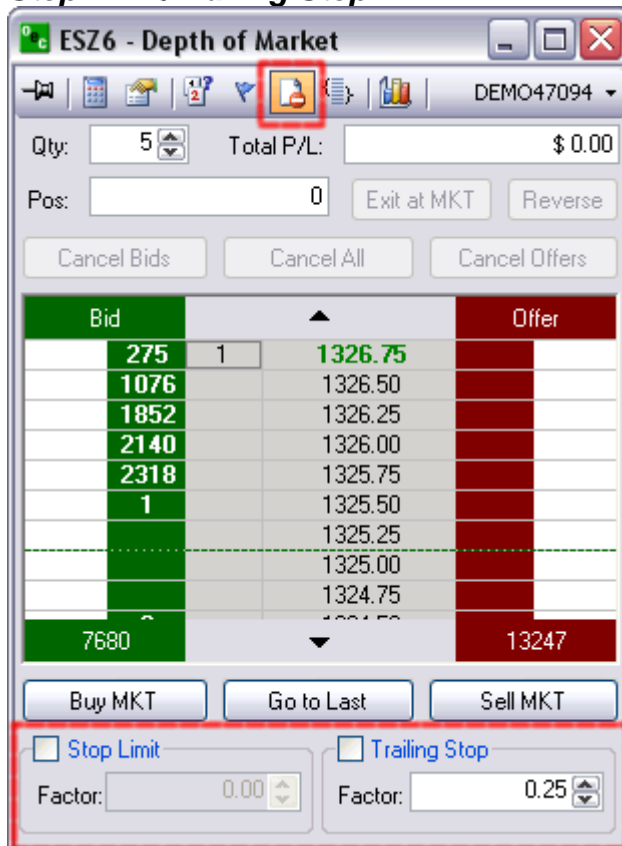 ESZ6 - Depth of Market
DEMO47094
Qty: 5 Total P/L: $ 0.00
Pos: 0 Exit at MKT Reverse
Cancel Bids Cancel All Cancel Offers
Bid Offer
275 1 1326.75
1076 1326.50
1852 1326.25
2140 1326.00
2318 1325.75
1 1325.50
1325.25
1325.00
1324.75
7680 13247
Buy MKT Go to Last Sell MKT
Stop Limit Trailing Stop
Factor: 0.00 Factor: 0.25